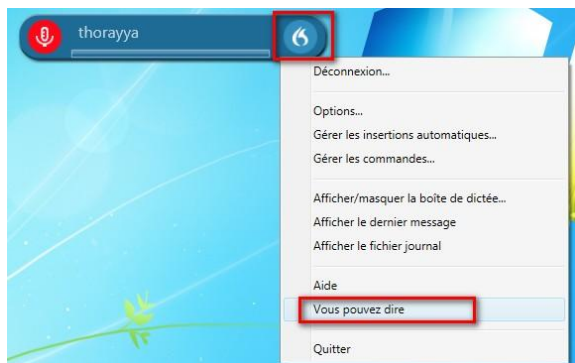 thorayya
Déconnexion...
Options...
Gérer les insertions automatiques...
Gérer les commandes...
Afficher/masquer la boîte de dictée...
Afficher le dernier message
Afficher le fichier journal
Aide
Vous pouvez dire
Quitter